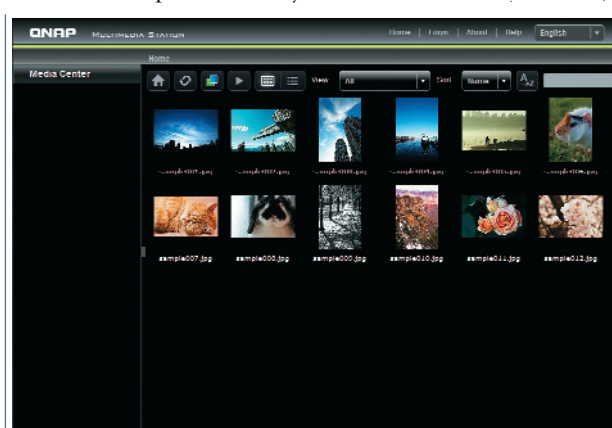 QNAP MULTIMEDIA STATION
Home | Login | About | Help English
Home
Media Center
View All Sort Name
sample007.jpg sample008.jpg sample009.jpg sample010.jpg sample011.jpg sample012.jpg